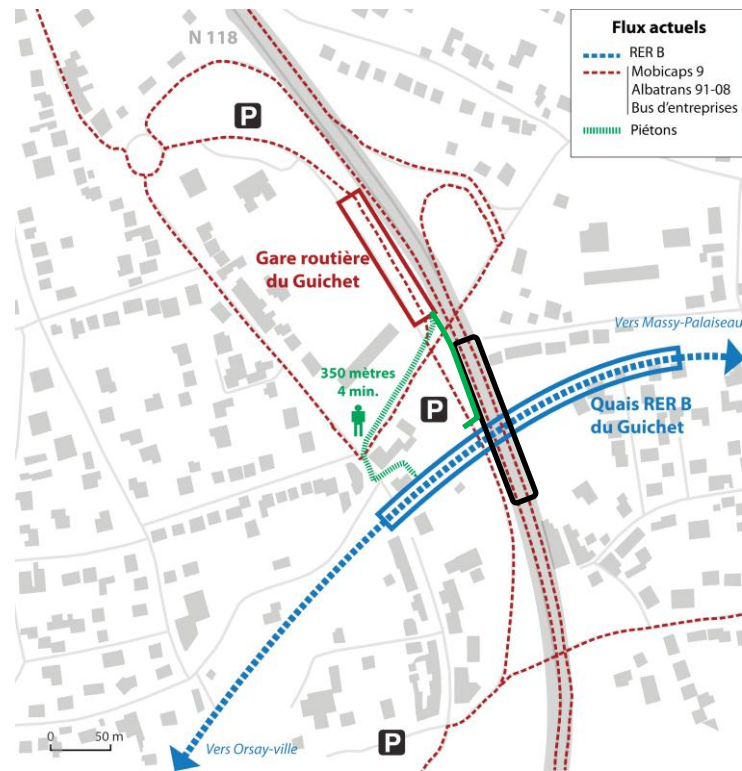 N 118
Flux actuels
RER B
Mobicaps 9
Albatrans 91-08
Bus d'entreprises
Piétons
P
Gare routière
du Guichet
Vers Massy-Palaiseau
350 mètres
4 min.
P
Quais RER B
du Guichet
0 50 m
Vers Orsay-ville
P